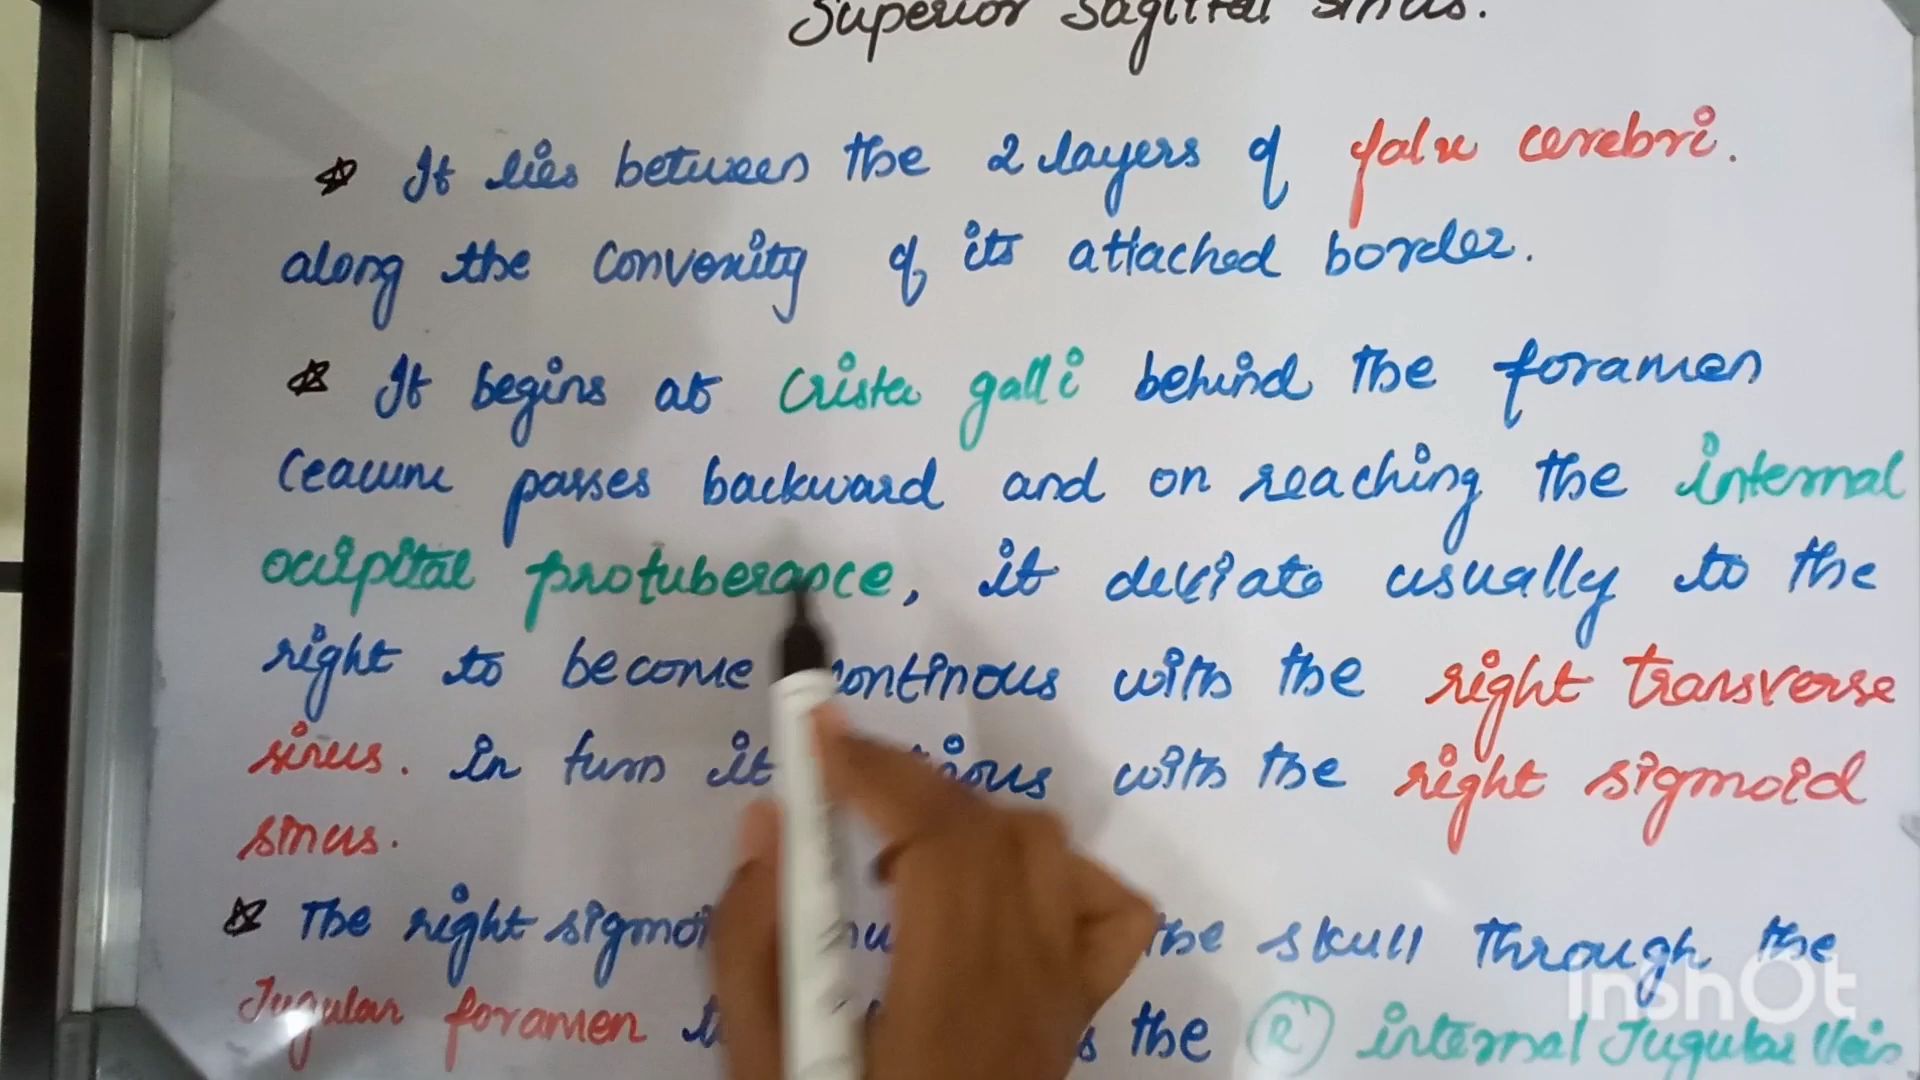 Superior Sagittal sinus.
It lies between the 2 layers of falx cerebri.
along the convexity of its attached border.
It begins at Crista galli behind the foramen
Ceacum passes backward and on reaching the internal
occipital protuberance, it deviate usually to the
right to become continous with the right transverse
sinus. in turn it with the right sigmoid
sinus.
The right the skull through the
Jugular foramen the (R) internal Jugular Vein
InShOt